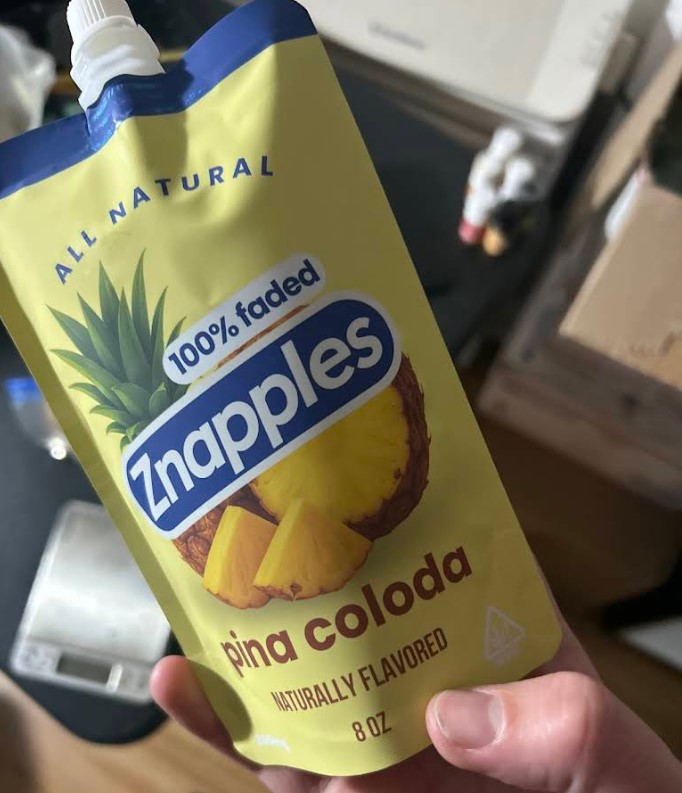 ALL NATURAL
100% faded
Znapples
pina coloda
NATURALLY FLAVORED
8 OZ